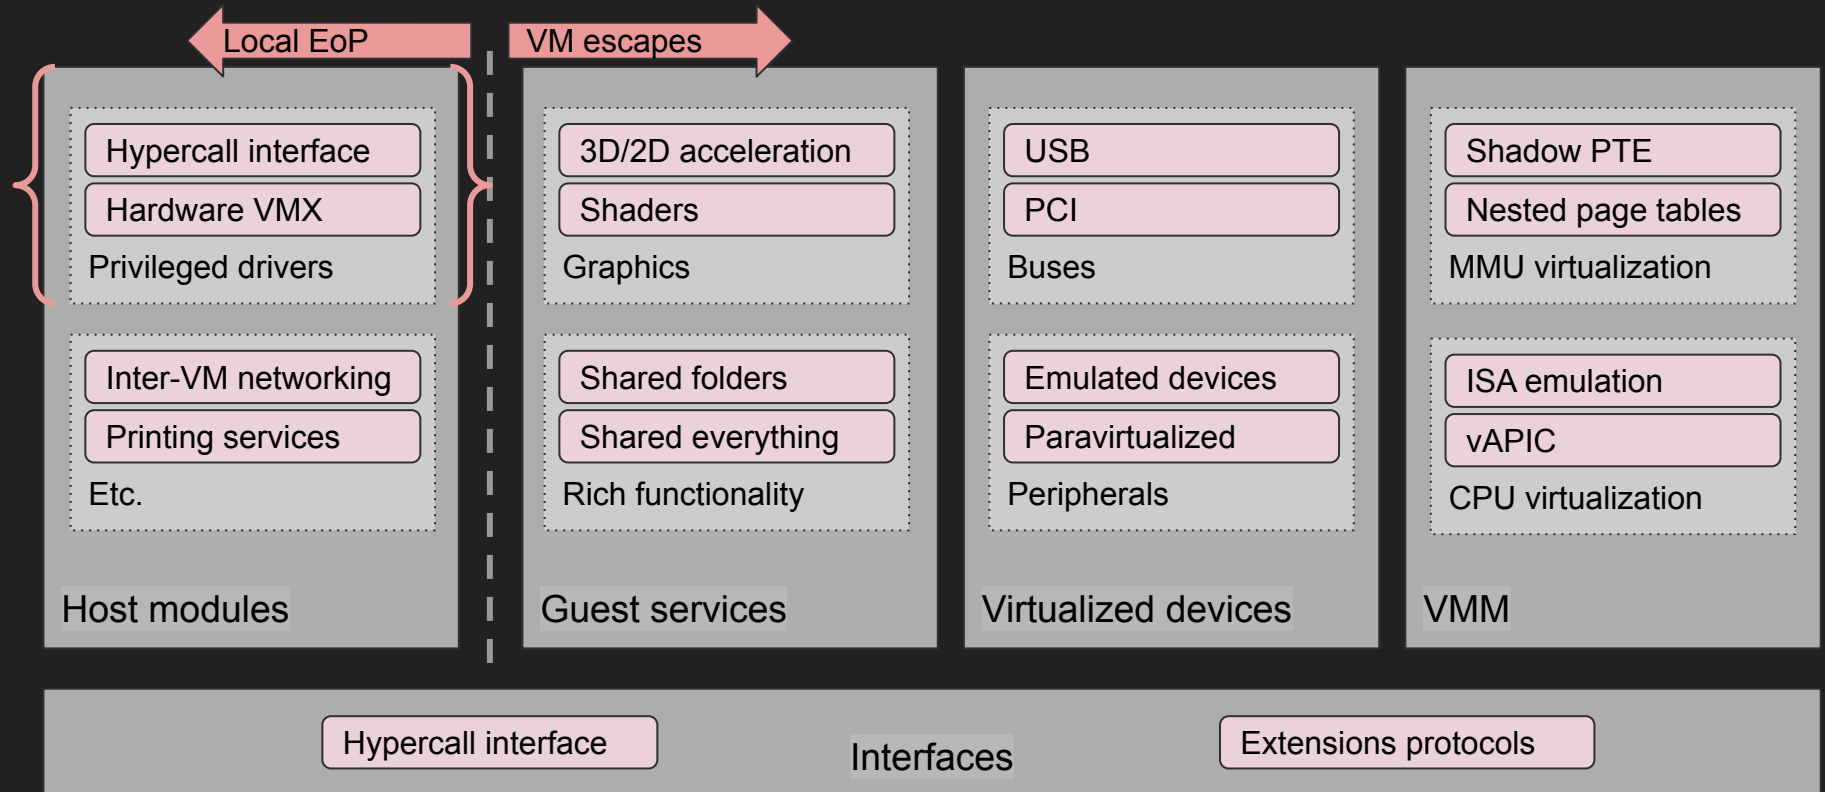 Local EoP
VM escapes
Hypercall interface
Hardware VMX
Privileged drivers
Inter-VM networking
Printing services
Etc.
Host modules
3D/2D acceleration
Shaders
Graphics
Shared folders
Shared everything
Rich functionality
Guest services
USB
PCI
Buses
Emulated devices
Paravirtualized
Peripherals
Virtualized devices
Shadow PTE
Nested page tables
MMU virtualization
ISA emulation
vAPIC
CPU virtualization
VMM
Hypercall interface
Interfaces
Extensions protocols